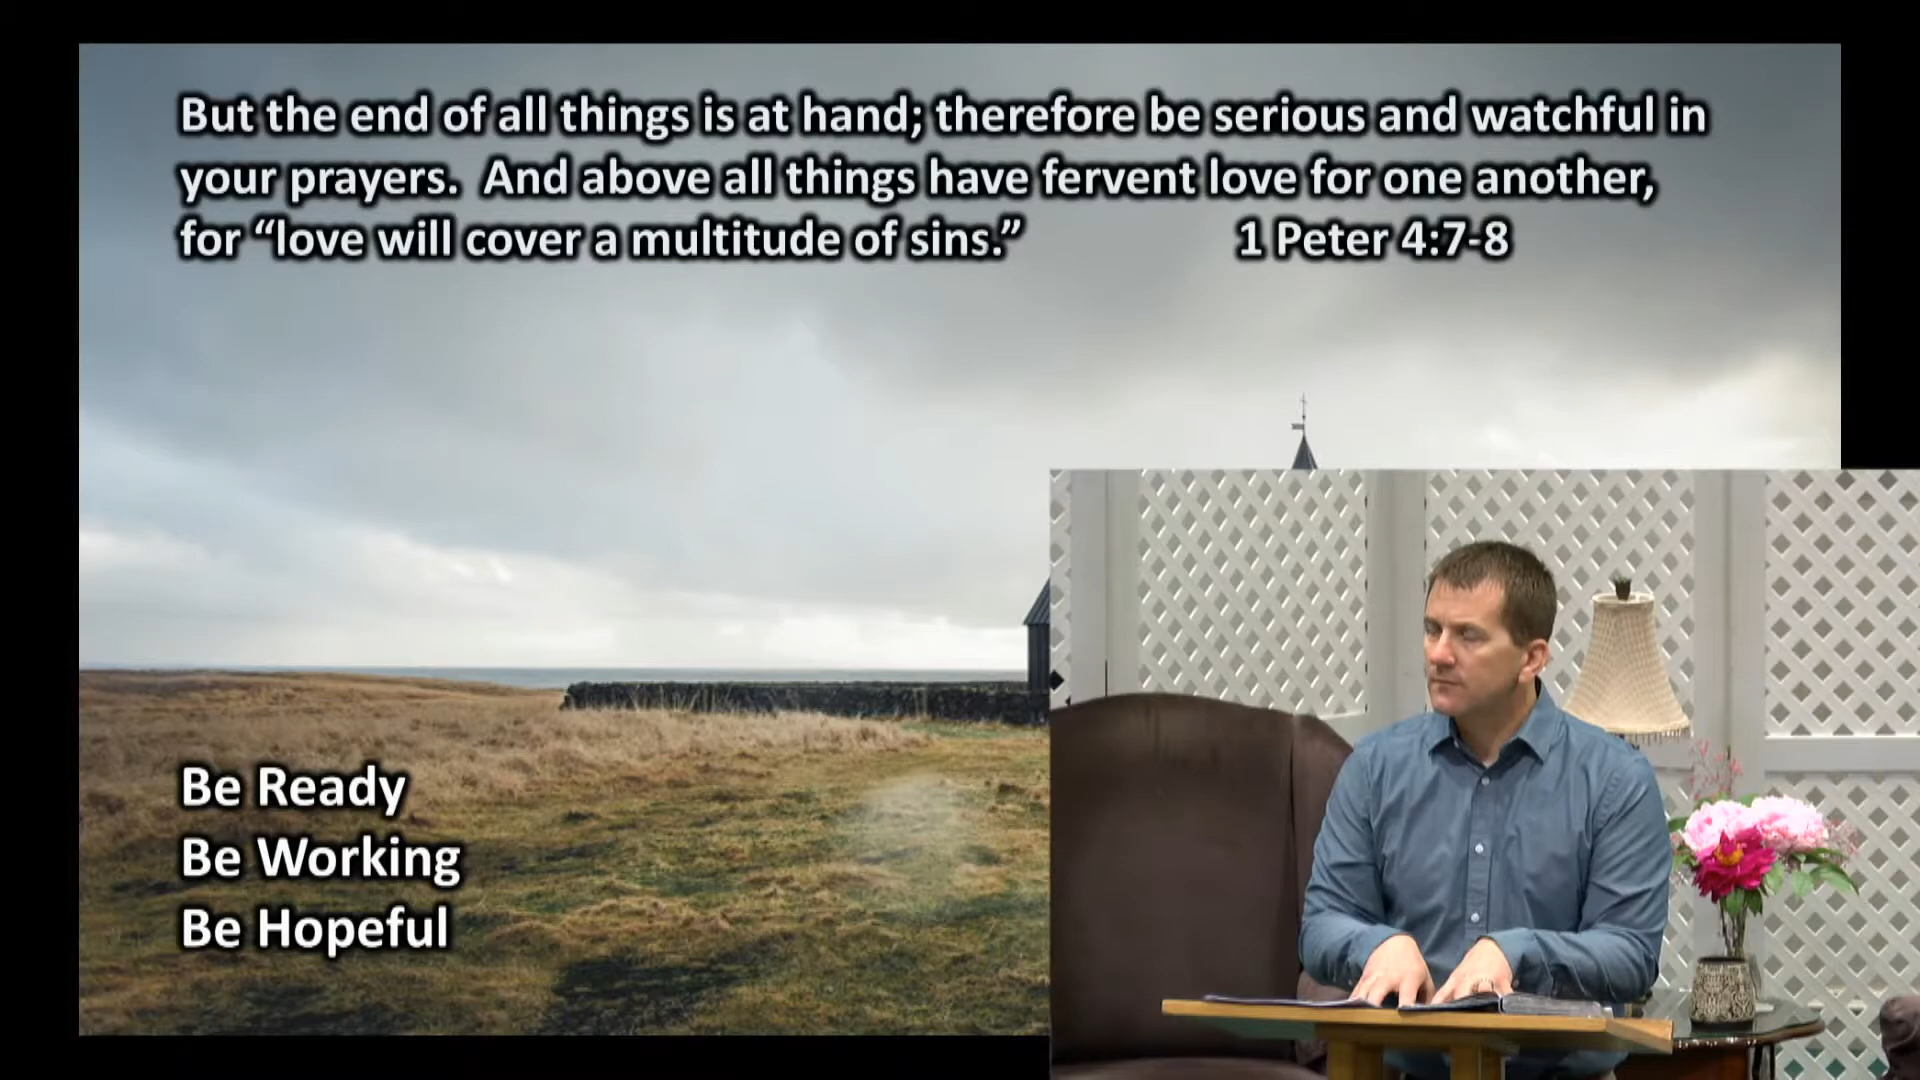 But the end of all things is at hand; therefore be serious and watchful in
your prayers.  And above all things have fervent love for one another,
for “love will cover a multitude of sins.” 1 Peter 4:7-8
Be Ready
Be Working
Be Hopeful